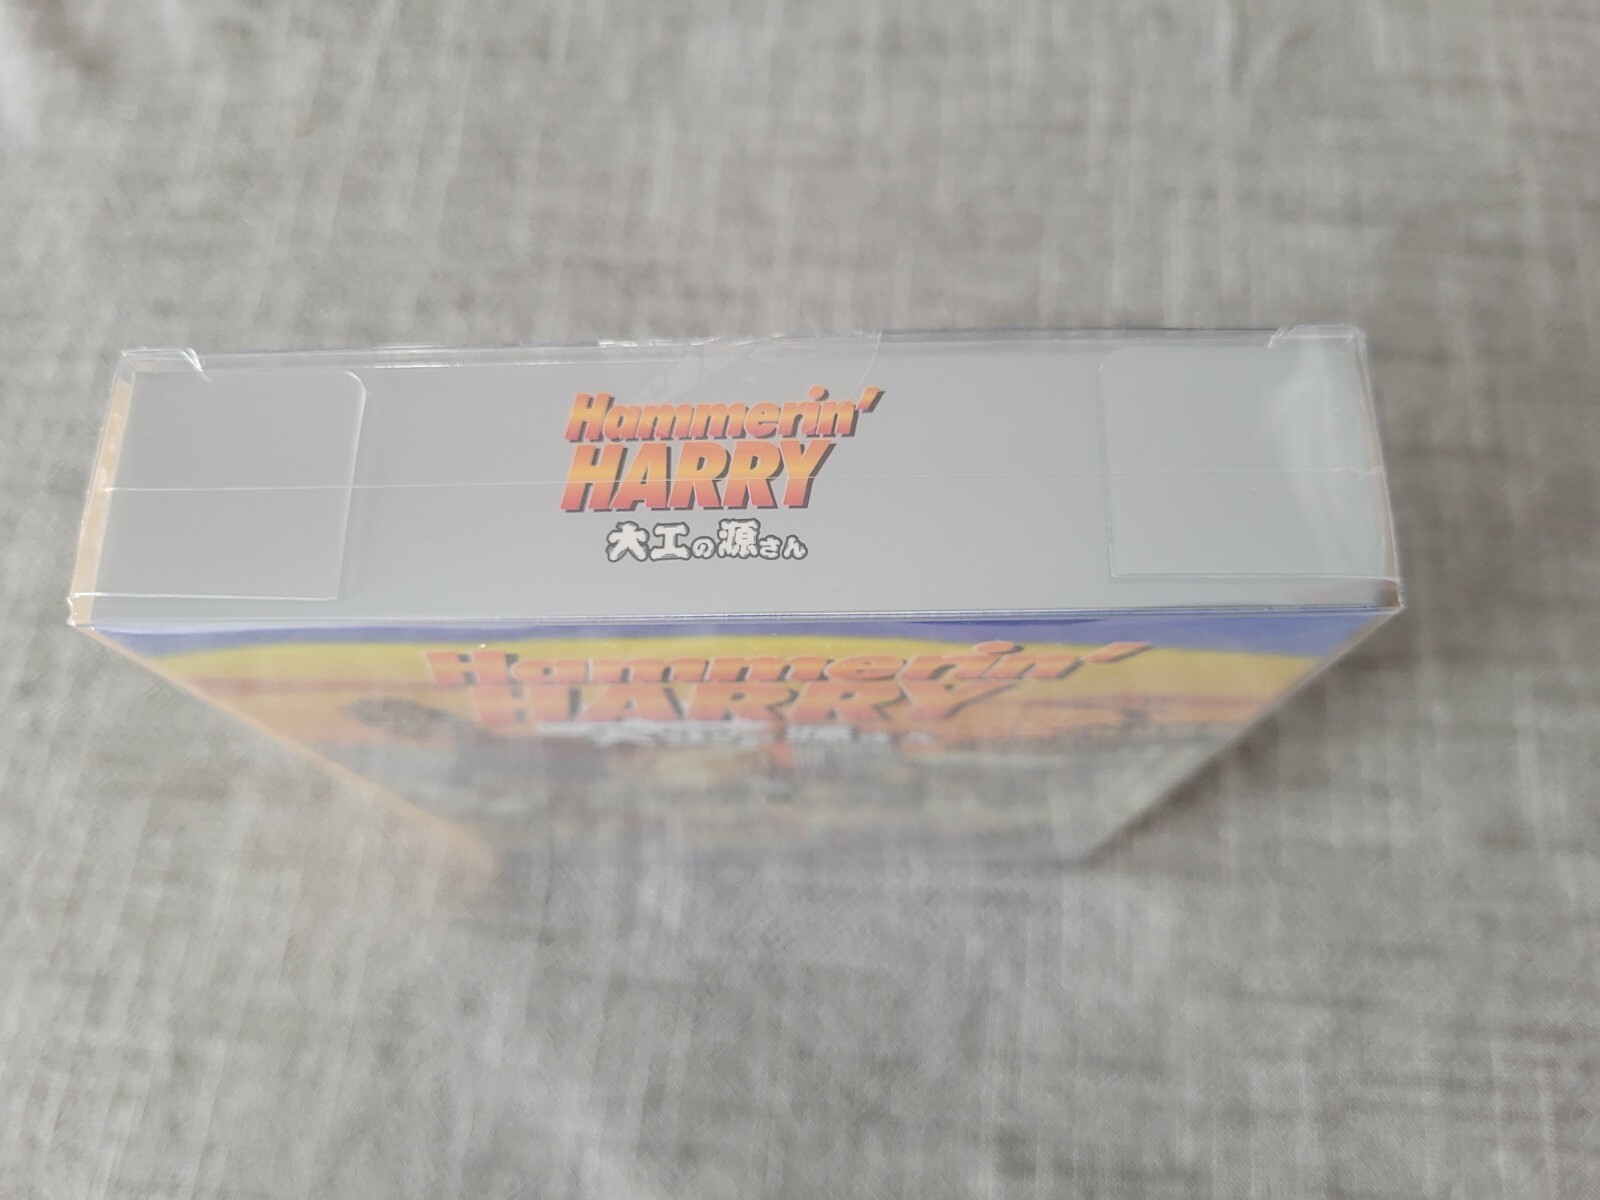 Hammerin'
HARRY
大工の源さん
Hammerin'
HARRY